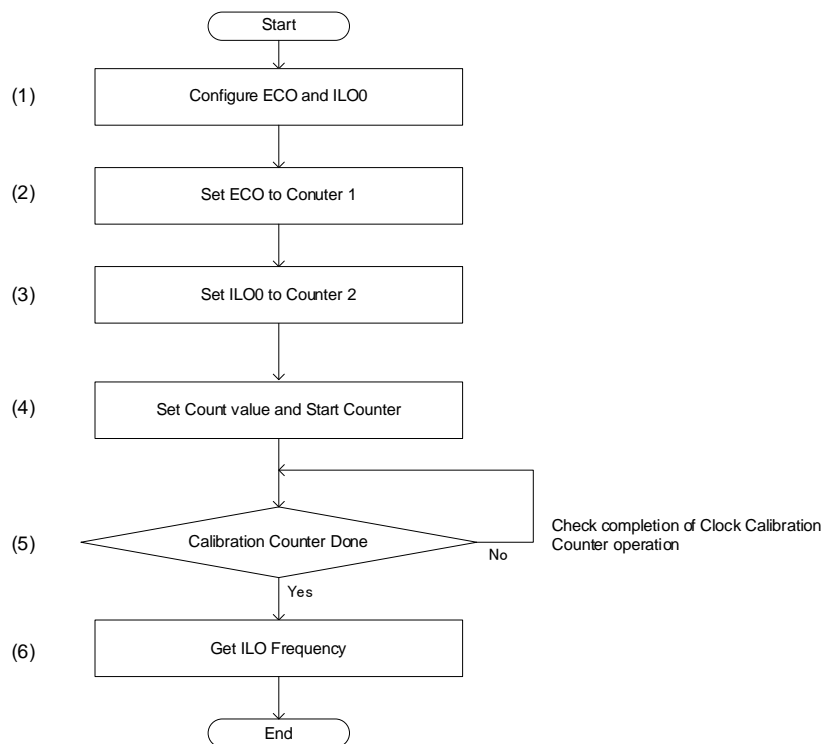 Start
(1)
Configure ECO and ILO0
(2)
Set ECO to Conuter 1
(3)
Set ILO0 to Counter 2
(4)
Set Count value and Start Counter
(5)
Calibration Counter Done
No
Check completion of Clock Calibration
Counter operation
Yes
(6)
Get ILO Frequency
End